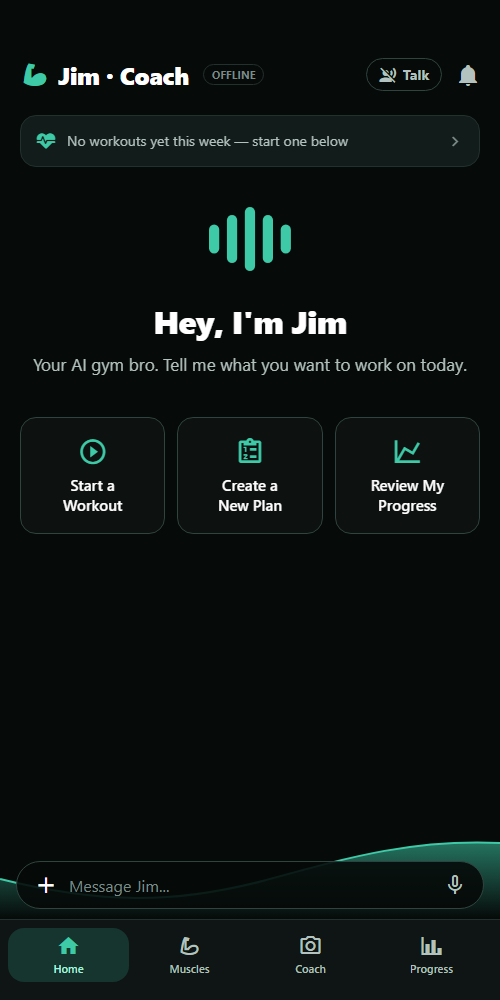 Jim · Coach
OFFLINE
Talk
No workouts yet this week — start one below
Hey, I'm Jim
Your AI gym bro. Tell me what you want to work on today.
Start a
Workout
Create a
New Plan
Review My
Progress
Message Jim...
Home
Muscles
Coach
Progress